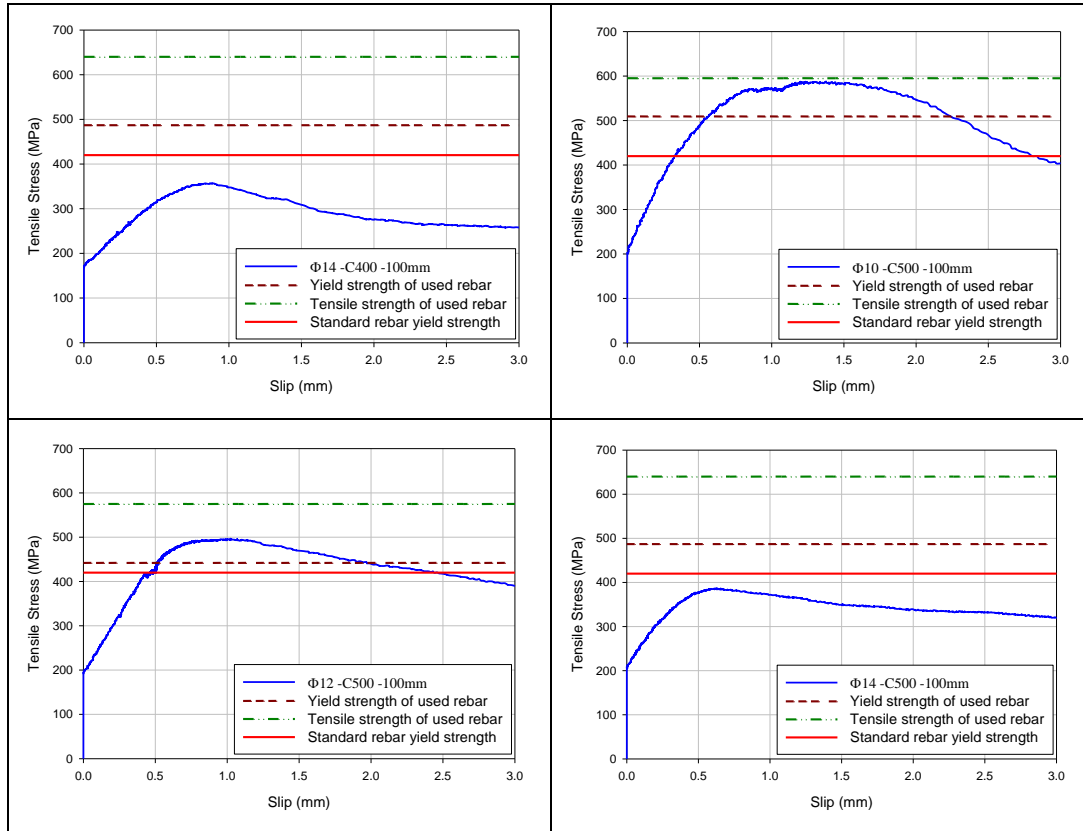 700
600
500
400
300
200
100
0
Tensile Stress (MPa)
Φ14 -C400 -100mm
Yield strength of used rebar
Tensile strength of used rebar
Standard rebar yield strength
0.0 0.5 1.0 1.5 2.0 2.5 3.0
Slip (mm)
700
600
500
400
300
200
100
0
Tensile Stress (MPa)
Φ10 -C500 -100mm
Yield strength of used rebar
Tensile strength of used rebar
Standard rebar yield strength
0.0 0.5 1.0 1.5 2.0 2.5 3.0
Slip (mm)
700
600
500
400
300
200
100
0
Tensile Stress (MPa)
Φ12 -C500 -100mm
Yield strength of used rebar
Tensile strength of used rebar
Standard rebar yield strength
0.0 0.5 1.0 1.5 2.0 2.5 3.0
Slip (mm)
700
600
500
400
300
200
100
0
Tensile Stress (MPa)
Φ14 -C500 -100mm
Yield strength of used rebar
Tensile strength of used rebar
Standard rebar yield strength
0.0 0.5 1.0 1.5 2.0 2.5 3.0
Slip (mm)